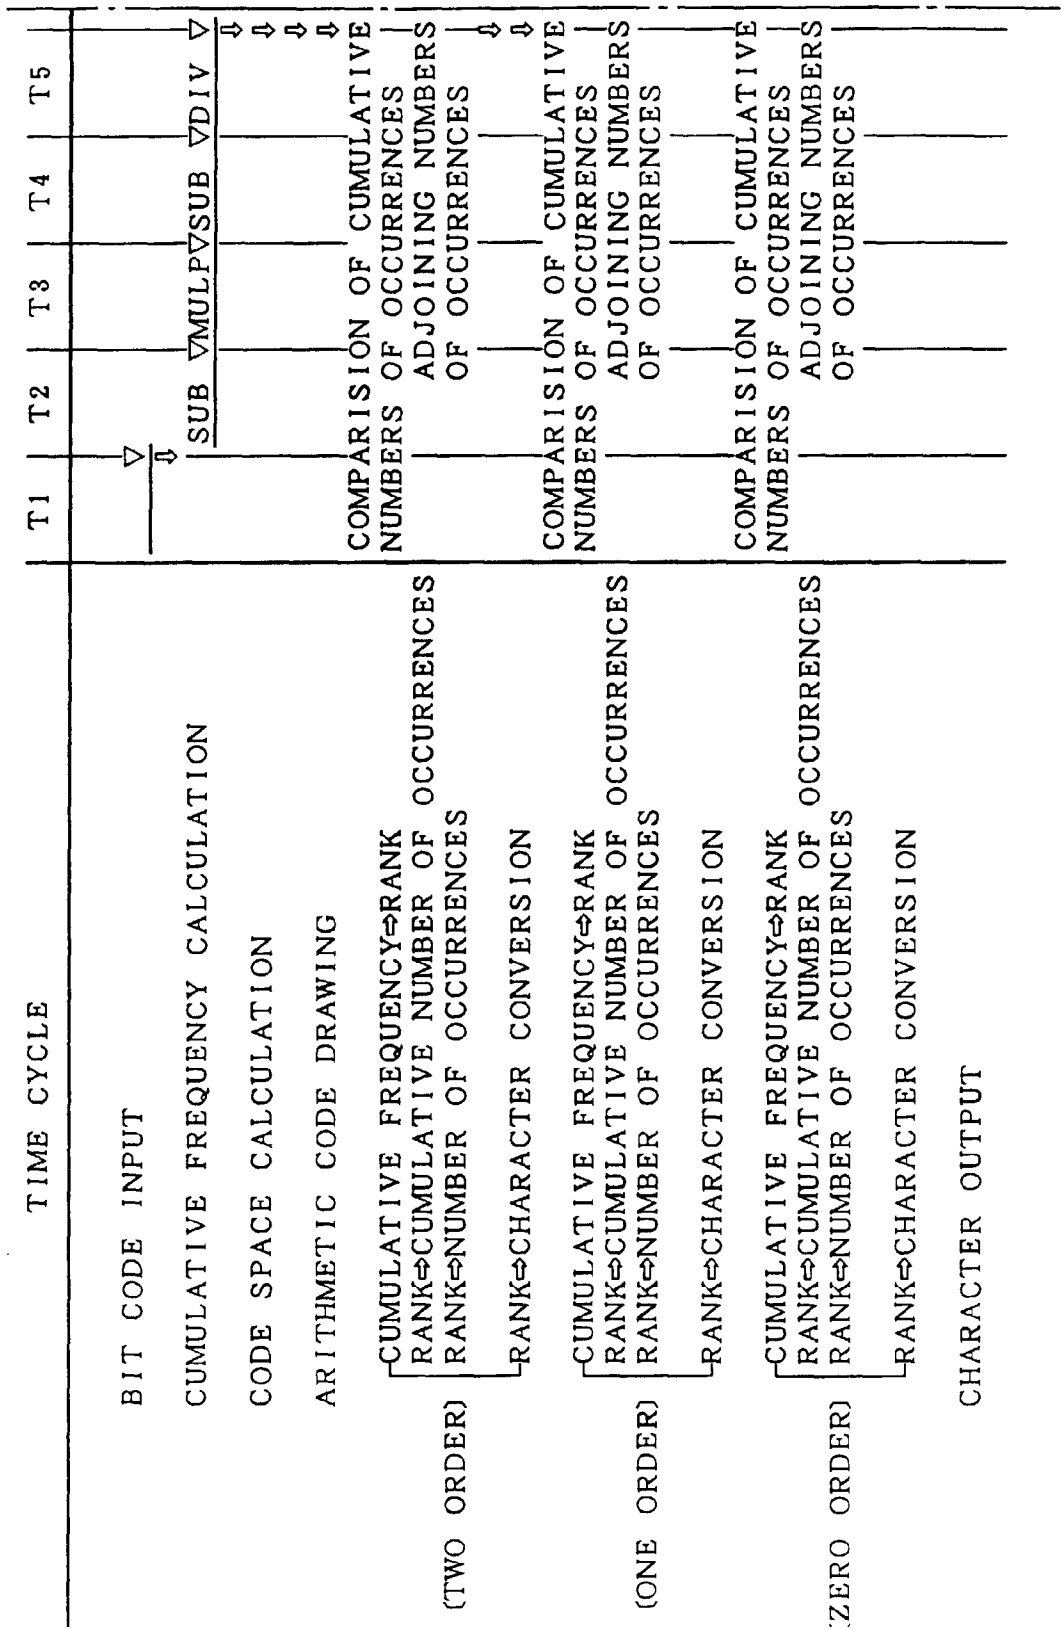 TIME CYCLE T1 T2 T3 T4 T5
BIT CODE INPUT
CUMULATIVE FREQUENCY CALCULATION SUB ▽MULP▽SUB ▽DIV ▽
CODE SPACE CALCULATION
ARITHMETIC CODE DRAWING
(TWO ORDER)
CUMULATIVE FREQUENCY⇨RANK
RANK⇨CUMULATIVE NUMBER OF OCCURRENCES
RANK⇨NUMBER OF OCCURRENCES
RANK⇨CHARACTER CONVERSION
COMPARISION OF CUMULATIVE
NUMBERS OF OCCURRENCES
ADJOINING NUMBERS
OF OCCURRENCES
(ONE ORDER)
CUMULATIVE FREQUENCY⇨RANK
RANK⇨CUMULATIVE NUMBER OF OCCURRENCES
RANK⇨NUMBER OF OCCURRENCES
RANK⇨CHARACTER CONVERSION
COMPARISION OF CUMULATIVE
NUMBERS OF OCCURRENCES
ADJOINING NUMBERS
OF OCCURRENCES
ZERO ORDER)
CUMULATIVE FREQUENCY⇨RANK
RANK⇨CUMULATIVE NUMBER OF OCCURRENCES
RANK⇨NUMBER OF OCCURRENCES
RANK⇨CHARACTER CONVERSION
COMPARISION OF CUMULATIVE
NUMBERS OF OCCURRENCES
ADJOINING NUMBERS
OF OCCURRENCES
CHARACTER OUTPUT